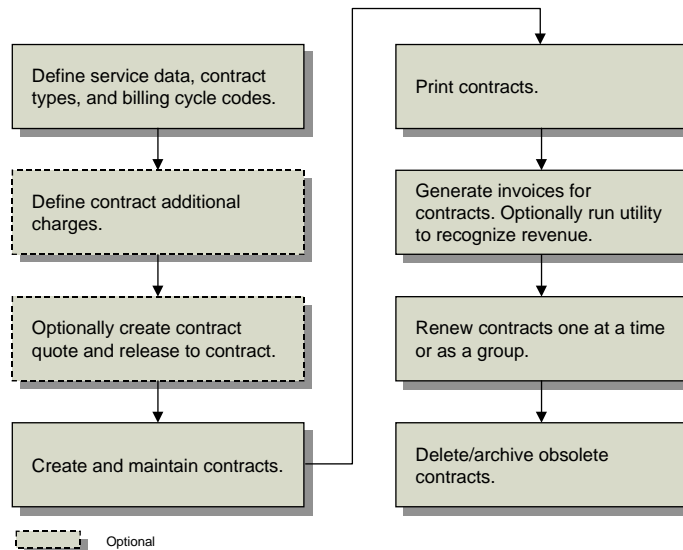 Define service data, contract
types, and billing cycle codes.
Define contract additional
charges.
Optionally create contract
quote and release to contract.
Create and maintain contracts.
Print contracts.
Generate invoices for
contracts. Optionally run utility
to recognize revenue.
Renew contracts one at a time
or as a group.
Delete/archive obsolete
contracts.
Optional